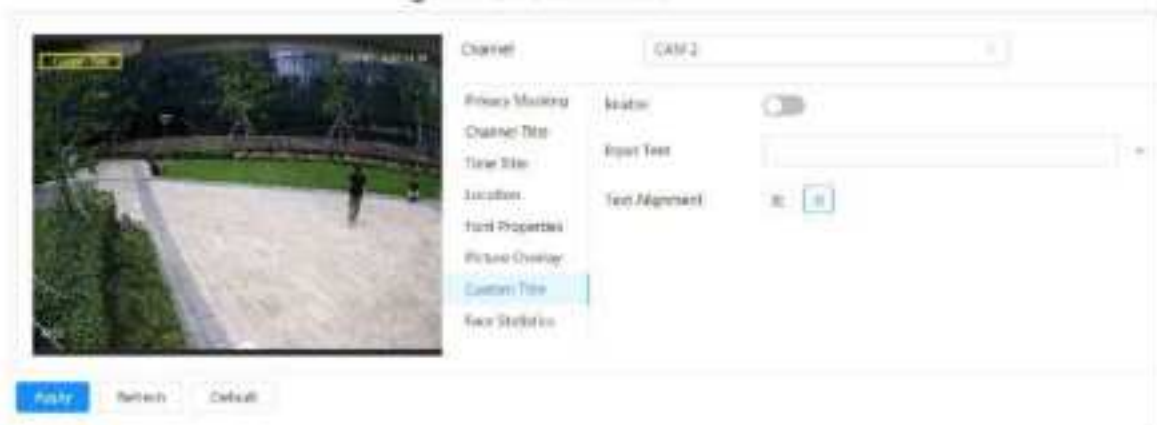 Channel
CAM 2
Privacy Masking
Enable
Channel Title
Input Text
Time Title
Location
Text Alignment
Font Properties
Picture Overlay
Custom Title
Face Statistics
Apply
Refresh
Default